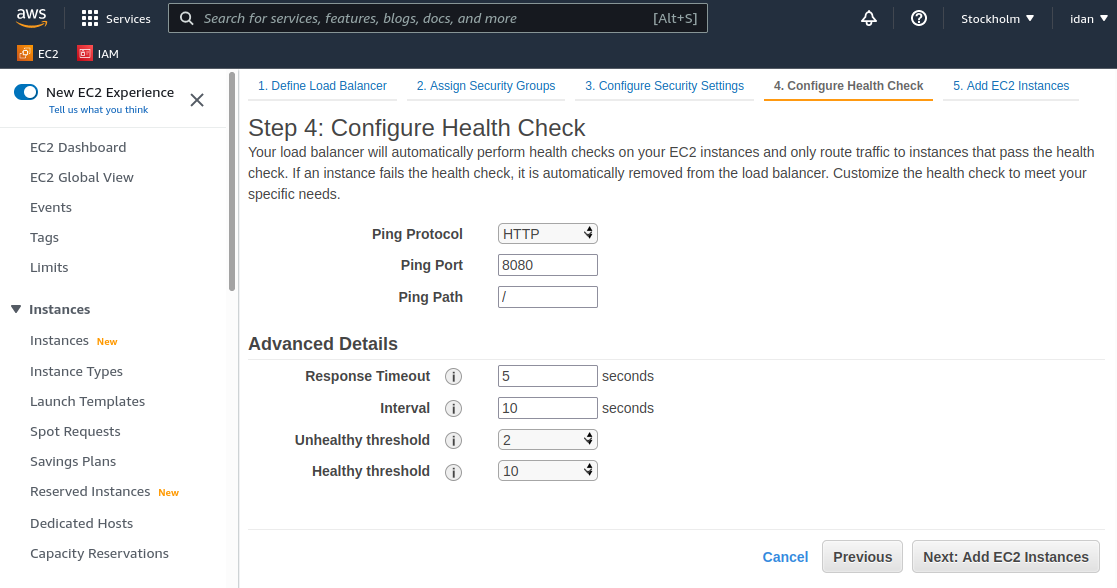 aws
Services
Search for services, features, blogs, docs, and more [Alt+S]
Stockholm
idan
EC2
IAM
New EC2 Experience
Tell us what you think
EC2 Dashboard
EC2 Global View
Events
Tags
Limits
Instances
Instances New
Instance Types
Launch Templates
Spot Requests
Savings Plans
Reserved Instances New
Dedicated Hosts
Capacity Reservations
1. Define Load Balancer
2. Assign Security Groups
3. Configure Security Settings
4. Configure Health Check
5. Add EC2 Instances
Step 4: Configure Health Check
Your load balancer will automatically perform health checks on your EC2 instances and only route traffic to instances that pass the health
check. If an instance fails the health check, it is automatically removed from the load balancer. Customize the health check to meet your
specific needs.
Ping Protocol HTTP
Ping Port 8080
Ping Path /
Advanced Details
Response Timeout i 5 seconds
Interval i 10 seconds
Unhealthy threshold i 2
Healthy threshold i 10
Cancel
Previous
Next: Add EC2 Instances